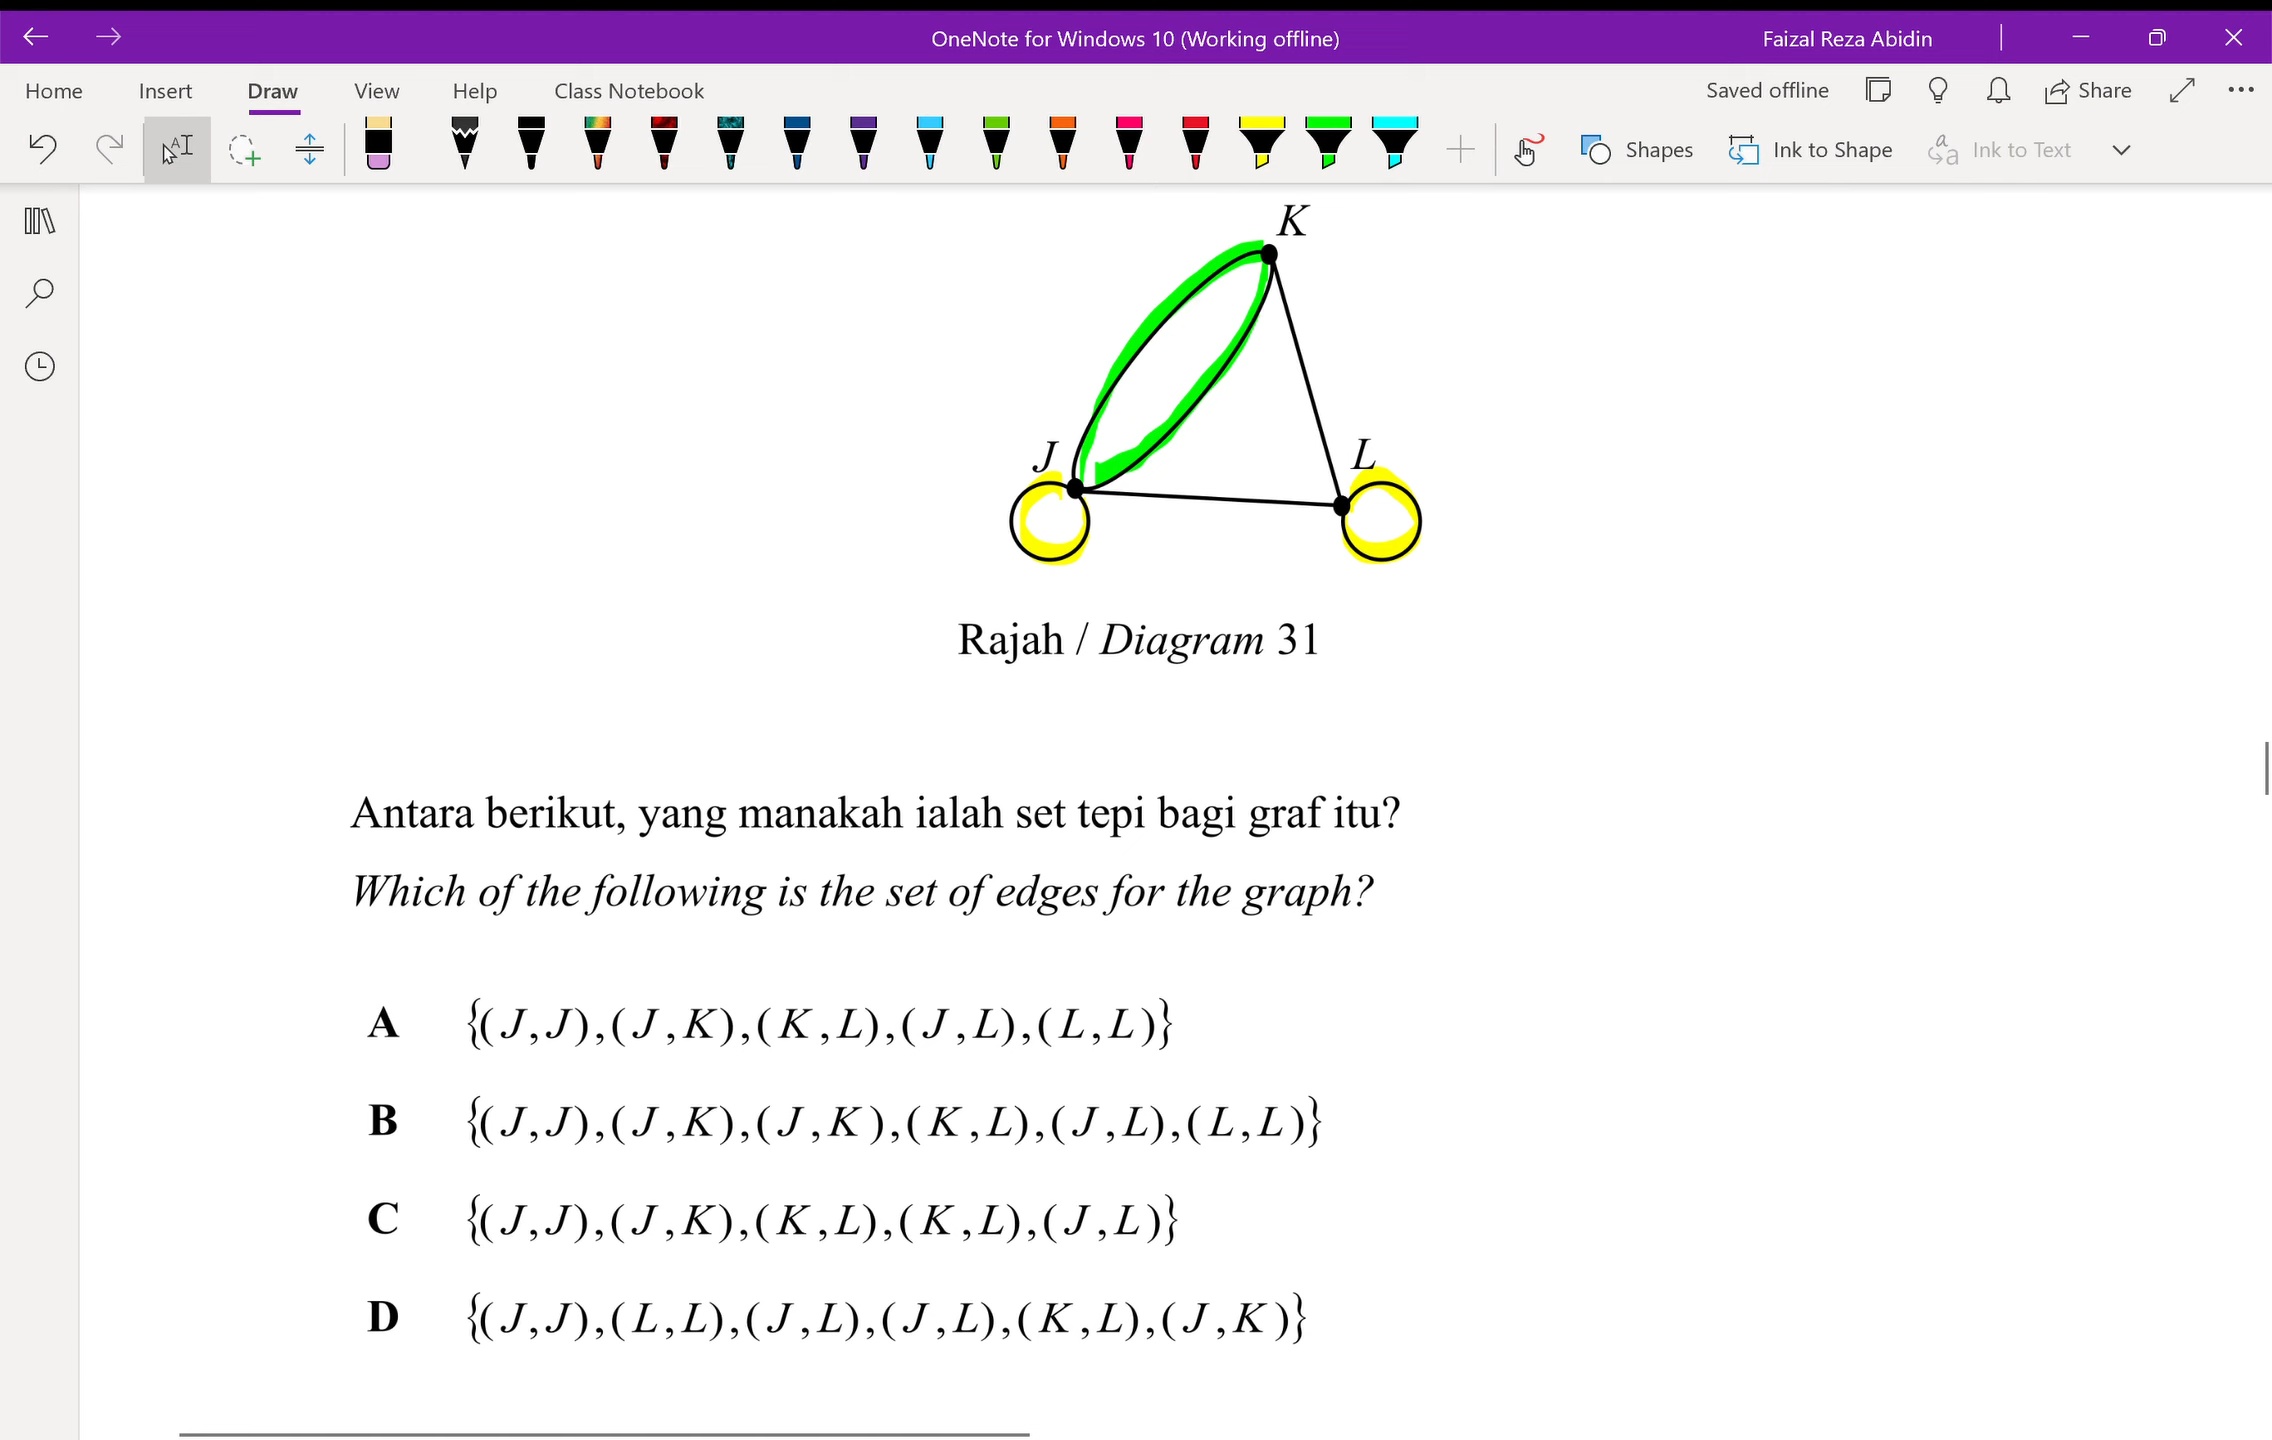 OneNote for Windows 10 (Working offline)
Faizal Reza Abidin
Home Insert Draw View Help Class Notebook
Saved offline Share
Shapes Ink to Shape Ink to Text
K
J
L
Rajah / Diagram 31
Antara berikut, yang manakah ialah set tepi bagi graf itu?
Which of the following is the set of edges for the graph?
A {(J,J),(J,K),(K,L),(J,L),(L,L)}
B {(J,J),(J,K),(J,K),(K,L),(J,L),(L,L)}
C {(J,J),(J,K),(K,L),(K,L),(J,L)}
D {(J,J),(L,L),(J,L),(J,L),(K,L),(J,K)}